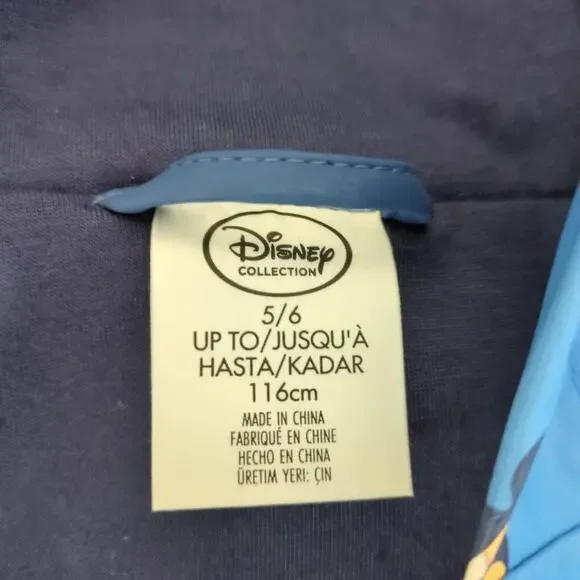 Disney
COLLECTION
5/6
UP TO/JUSQU'À
HASTA/KADAR
116cm
MADE IN CHINA
FABRIQUÉ EN CHINE
HECHO EN CHINA
ÜRETIM YERI: ÇIN